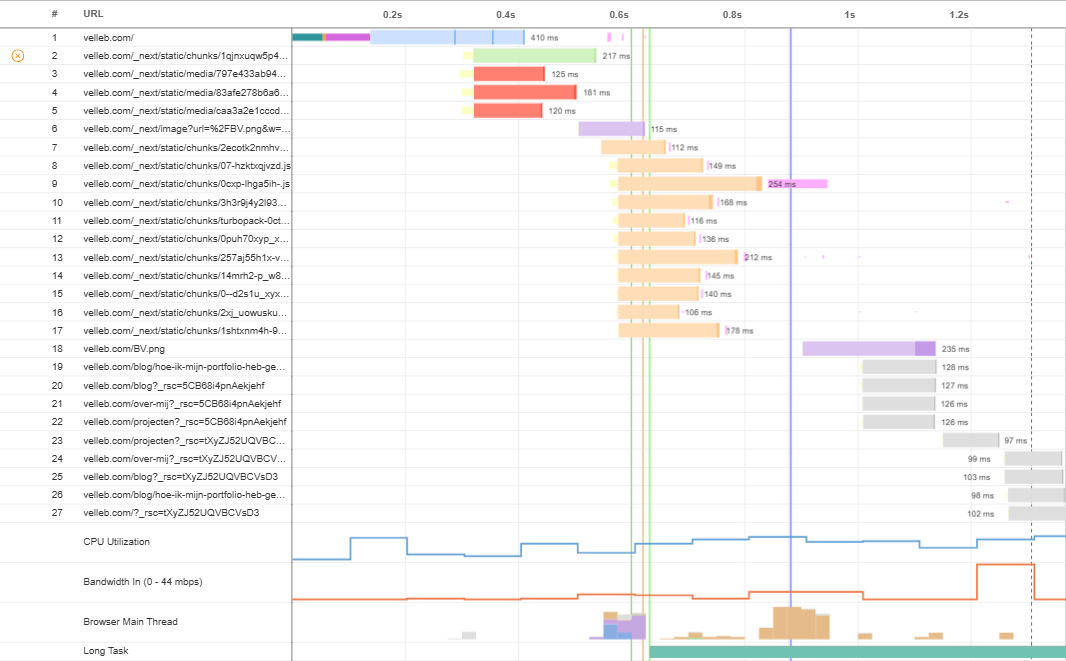 # URL 0.2s 0.4s 0.6s 0.8s 1s 1.2s
1 velleb.com/ 410 ms
2 velleb.com/_next/static/chunks/1qjnxuqw5p4... 217 ms
3 velleb.com/_next/static/media/797e433ab94... 125 ms
4 velleb.com/_next/static/media/83afe278b6a6... 181 ms
5 velleb.com/_next/static/media/caa3a2e1cccd... 120 ms
6 velleb.com/_next/image?url=%2FBV.png&w=... 115 ms
7 velleb.com/_next/static/chunks/2ecotk2nmhv... 112 ms
8 velleb.com/_next/static/chunks/07-hzktxqjvzd.js 149 ms
9 velleb.com/_next/static/chunks/0cxp-lhga5ih-.js 254 ms
10 velleb.com/_next/static/chunks/3h3r9j4y2l93... 168 ms
11 velleb.com/_next/static/chunks/turbopack-0ct... 116 ms
12 velleb.com/_next/static/chunks/0puh70xyp_x... 136 ms
13 velleb.com/_next/static/chunks/257aj55h1x-v... 212 ms
14 velleb.com/_next/static/chunks/14mrh2-p_w8... 145 ms
15 velleb.com/_next/static/chunks/0--d2s1u_xyx... 140 ms
16 velleb.com/_next/static/chunks/2xj_uowusku... 106 ms
17 velleb.com/_next/static/chunks/1shtxnm4h-9... 178 ms
18 velleb.com/BV.png 235 ms
19 velleb.com/blog/hoe-ik-mijn-portfolio-heb-ge... 128 ms
20 velleb.com/blog?_rsc=5CB68i4pnAekjehf 127 ms
21 velleb.com/over-mij?_rsc=5CB68i4pnAekjehf 126 ms
22 velleb.com/projecten?_rsc=5CB68i4pnAekjehf 126 ms
23 velleb.com/projecten?_rsc=tXyZJ52UQVBC... 97 ms
24 velleb.com/over-mij?_rsc=tXyZJ52UQVBCV... 99 ms
25 velleb.com/blog?_rsc=tXyZJ52UQVBCVsD3 103 ms
26 velleb.com/blog/hoe-ik-mijn-portfolio-heb-ge... 98 ms
27 velleb.com/?_rsc=tXyZJ52UQVBCVsD3 102 ms
CPU Utilization
Bandwidth In (0 - 44 mbps)
Browser Main Thread
Long Task